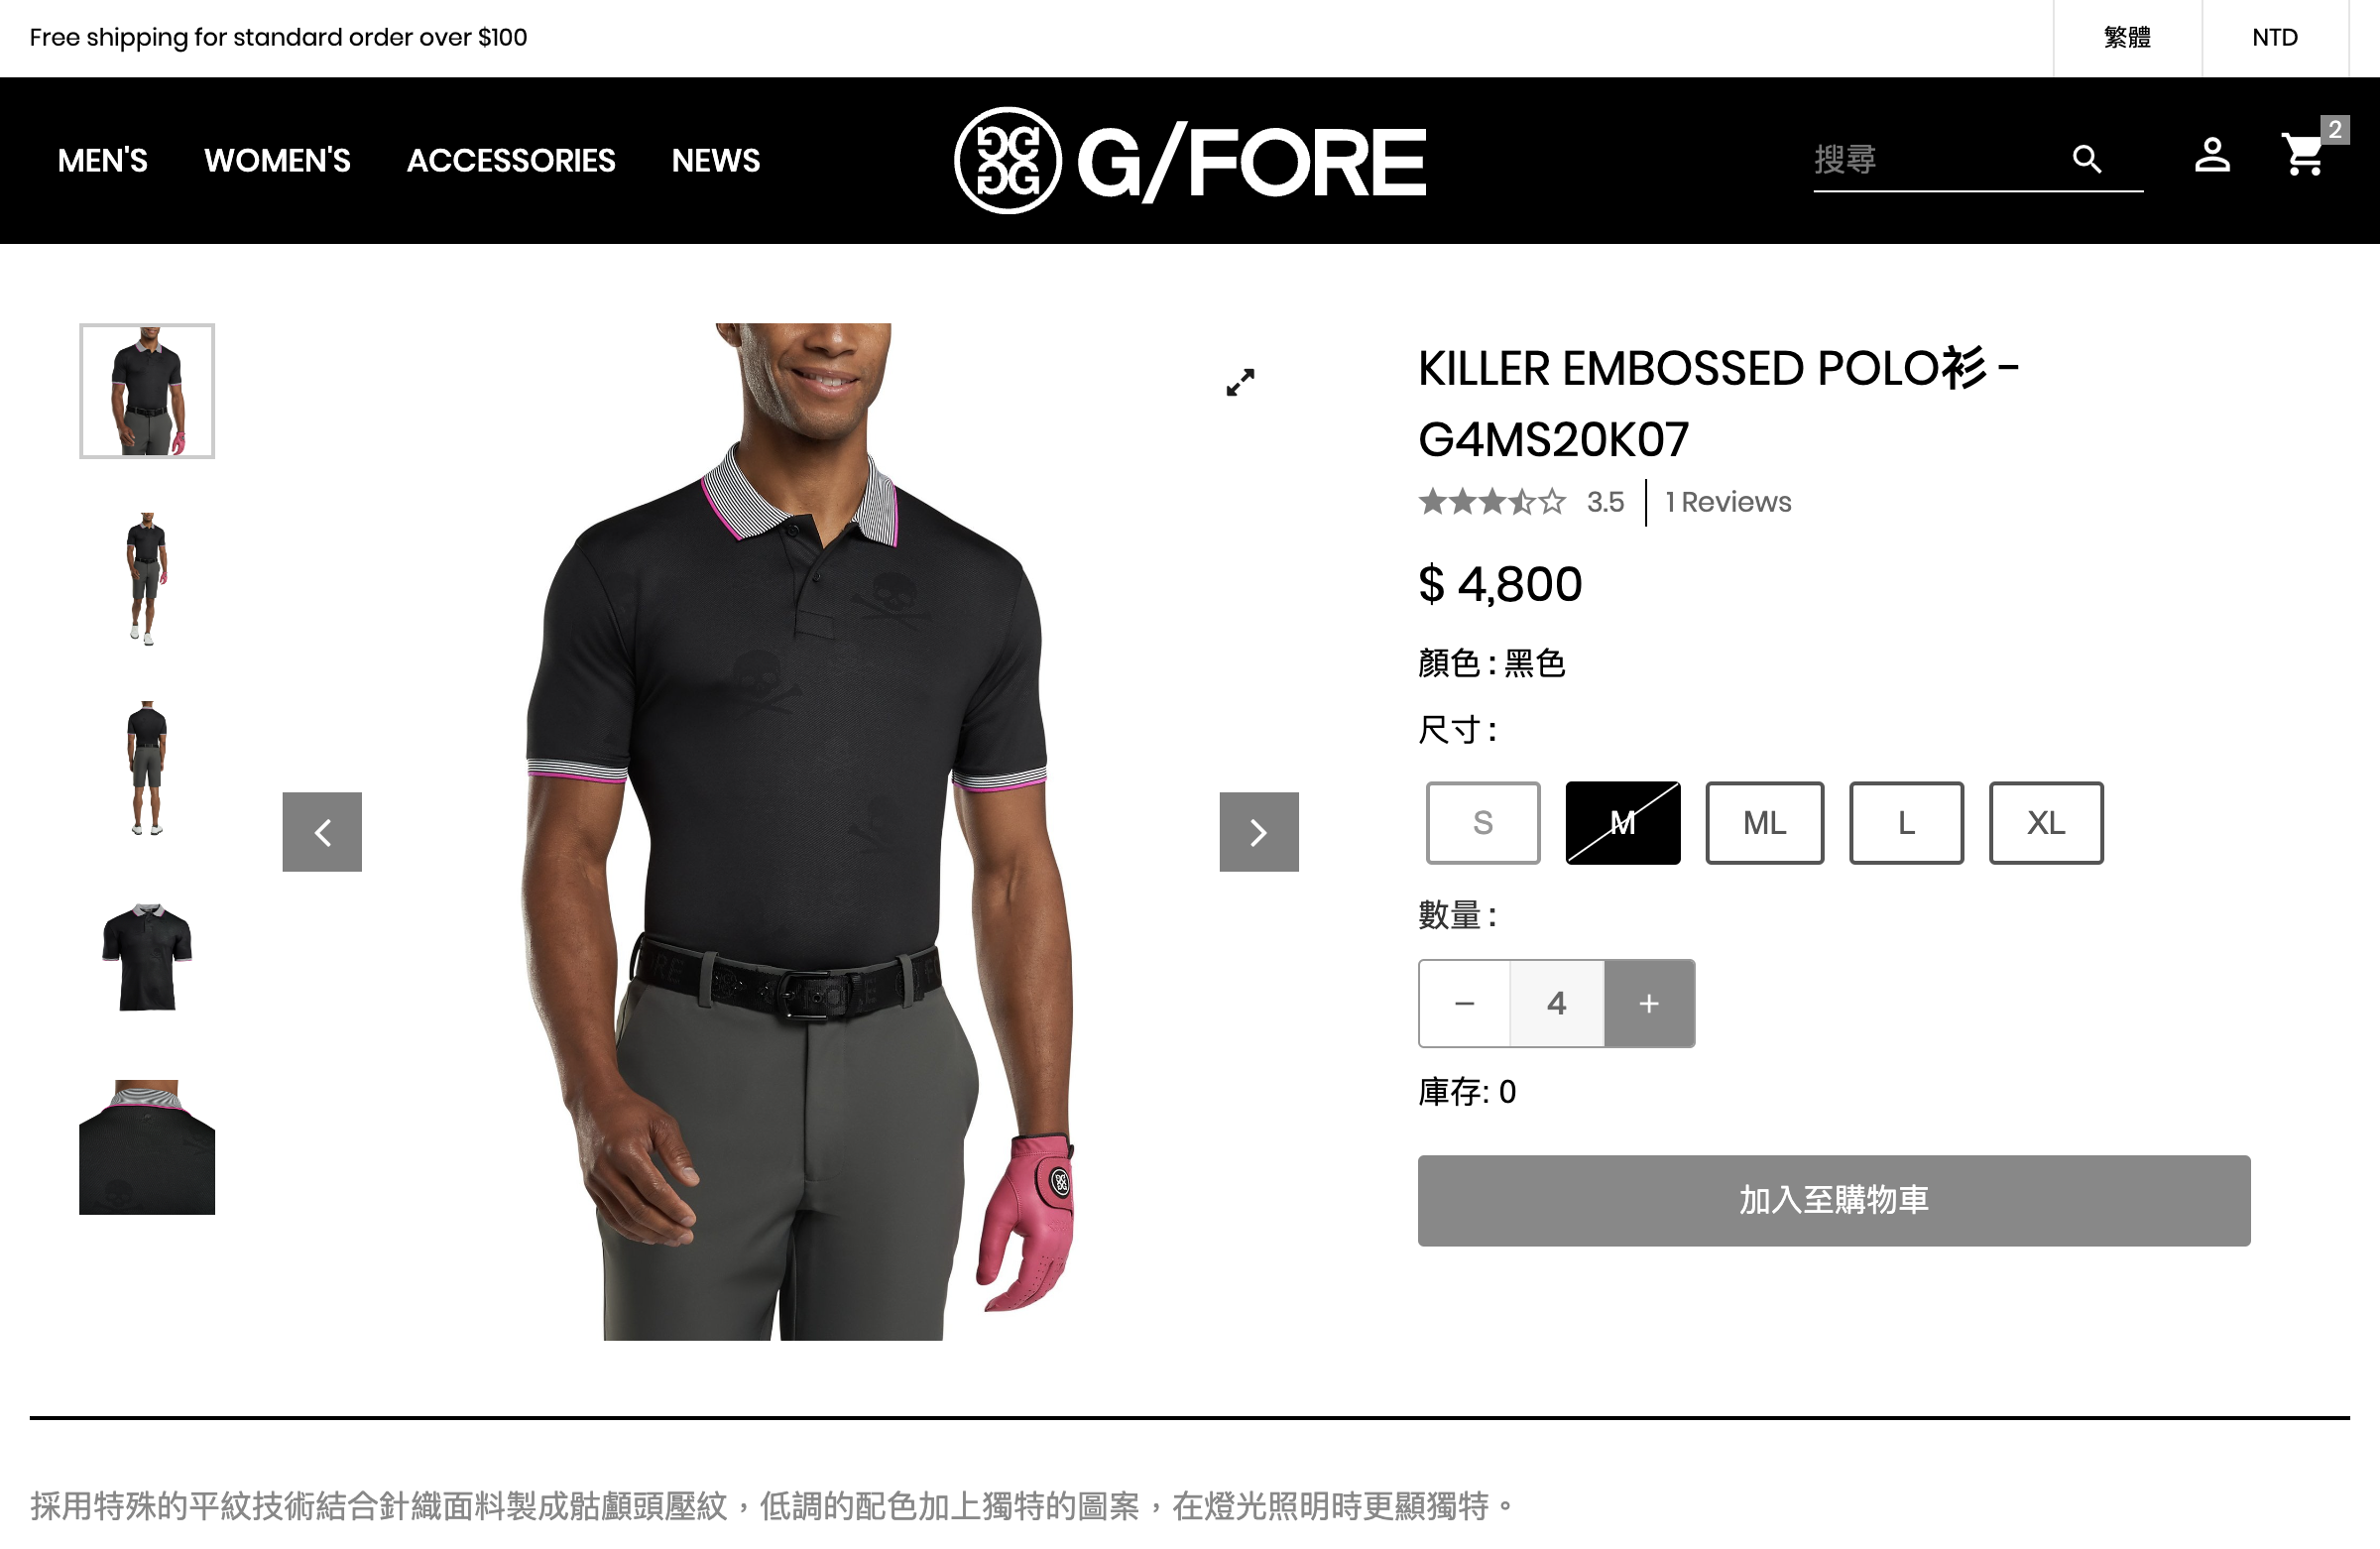 Free shipping for standard order over $100
繁體
NTD
MEN'S
WOMEN'S
ACCESSORIES
NEWS
G/FORE
搜尋
2
KILLER EMBOSSED POLO衫 -
G4MS20K07
3.5
1 Reviews
$ 4,800
顏色 : 黑色
尺寸 :
S
M
ML
L
XL
數量 :
−
4
+
庫存: 0
加入至購物車
採用特殊的平紋技術結合針織面料製成骷顱頭壓紋，低調的配色加上獨特的圖案，在燈光照明時更顯獨特。